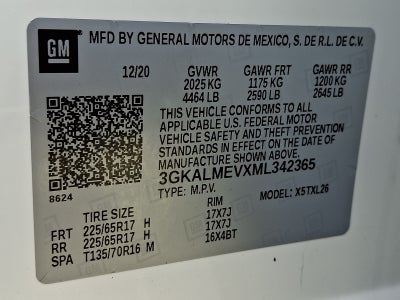 GM
MFD BY GENERAL MOTORS DE MEXICO, S. DE R.L. DE C.V.
12/20 GVWR GAWR FRT GAWR RR
2025 KG 1175 KG 1200 KG
4464 LB 2590 LB 2645 LB
THIS VEHICLE CONFORMS TO ALL
APPLICABLE U.S. FEDERAL MOTOR
VEHICLE SAFETY AND THEFT PREVENTION
STANDARDS IN EFFECT ON THE DATE OF
MANUFACTURE SHOWN ABOVE.
3GKALMEVXML342365
8624 TYPE: M.P.V. MODEL: X5TXL26
TIRE SIZE RIM
FRT 225/65R17 H 17X7J
RR 225/65R17 H 17X7J
SPA T135/70R16 M 16X4BT